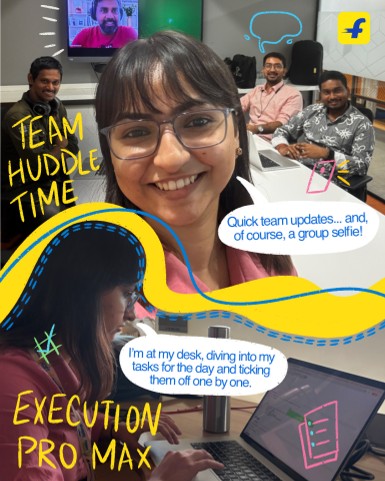 TEAM
HUDDLE
TIME
Quick team updates... and,
of course, a group selfie!
I'm at my desk, diving into my
tasks for the day and ticking
them off one by one.
EXECUTION
PRO MAX